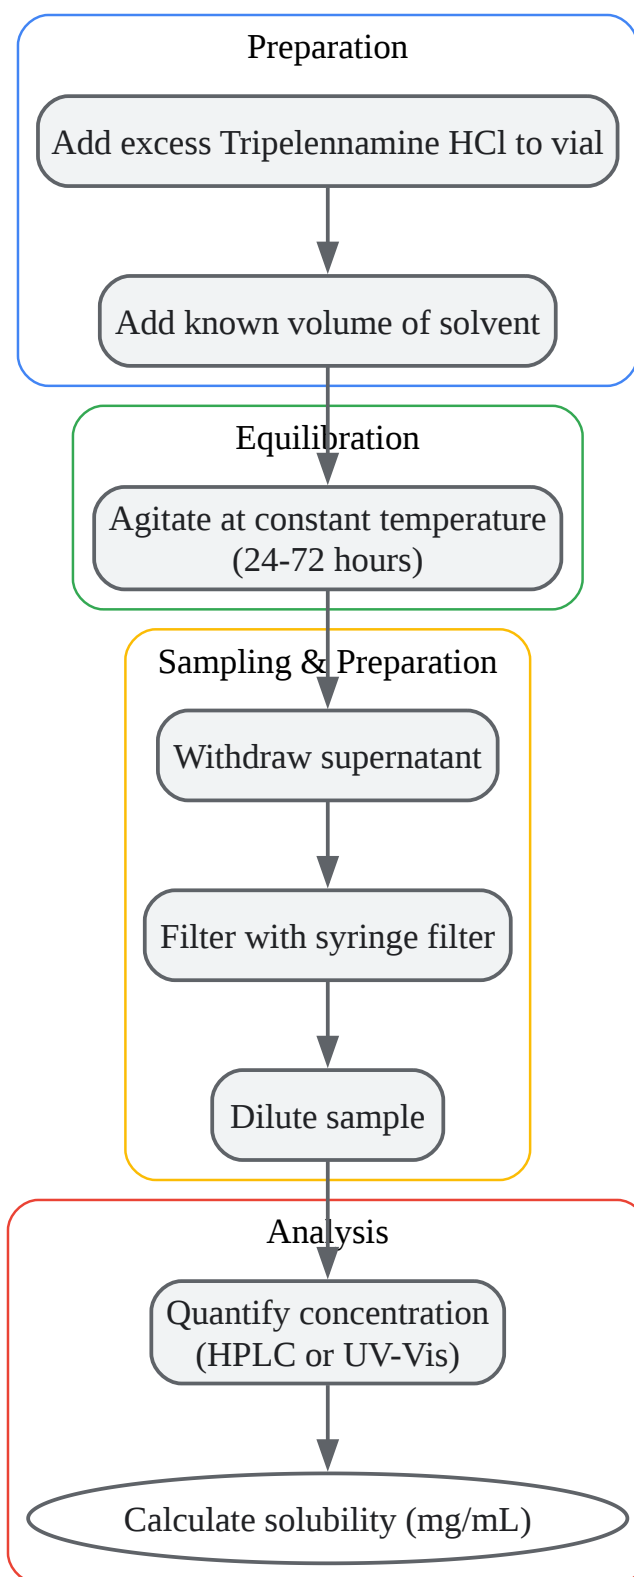 Preparation
Add excess Tripelennamine HCl to vial
Add known volume of solvent
Equilibration
Agitate at constant temperature
(24-72 hours)
Sampling & Preparation
Withdraw supernatant
Filter with syringe filter
Dilute sample
Analysis
Quantify concentration
(HPLC or UV-Vis)
Calculate solubility (mg/mL)